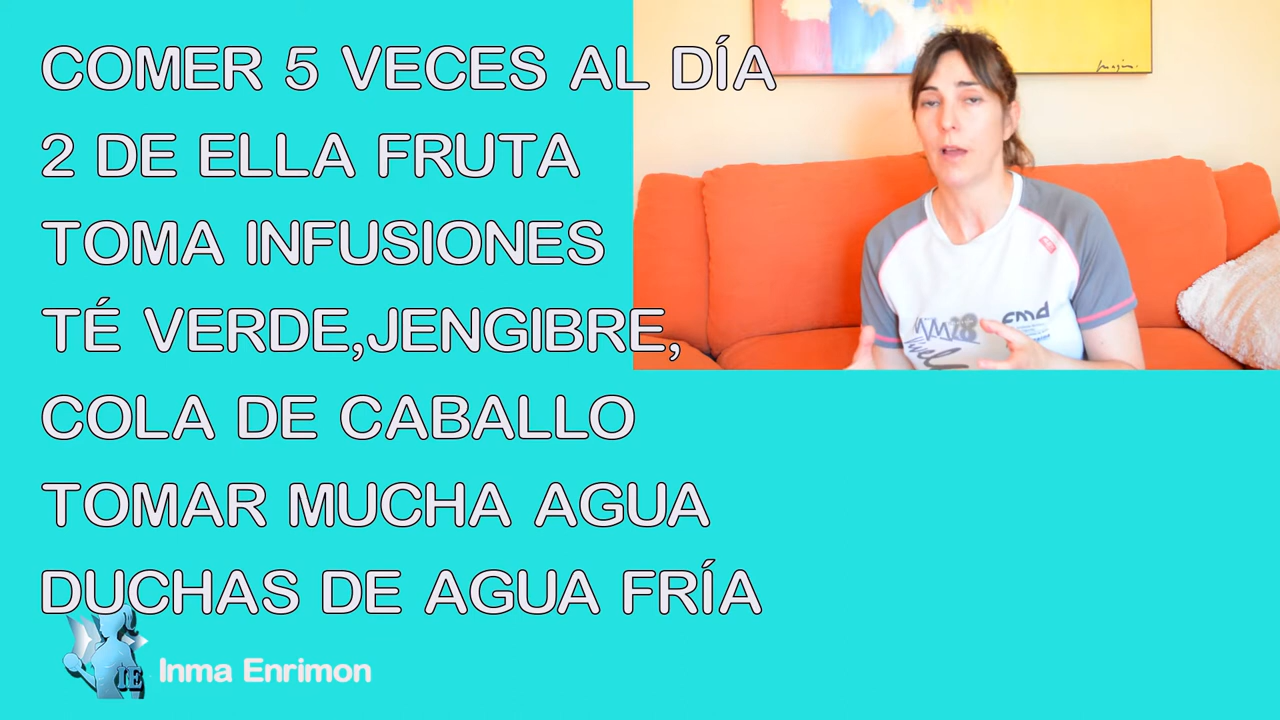 COMER 5 VECES AL DÍA
2 DE ELLA FRUTA
TOMA INFUSIONES
TÉ VERDE,JENGIBRE,
COLA DE CABALLO
TOMAR MUCHA AGUA
DUCHAS DE AGUA FRÍA
IE
Inma Enrimon